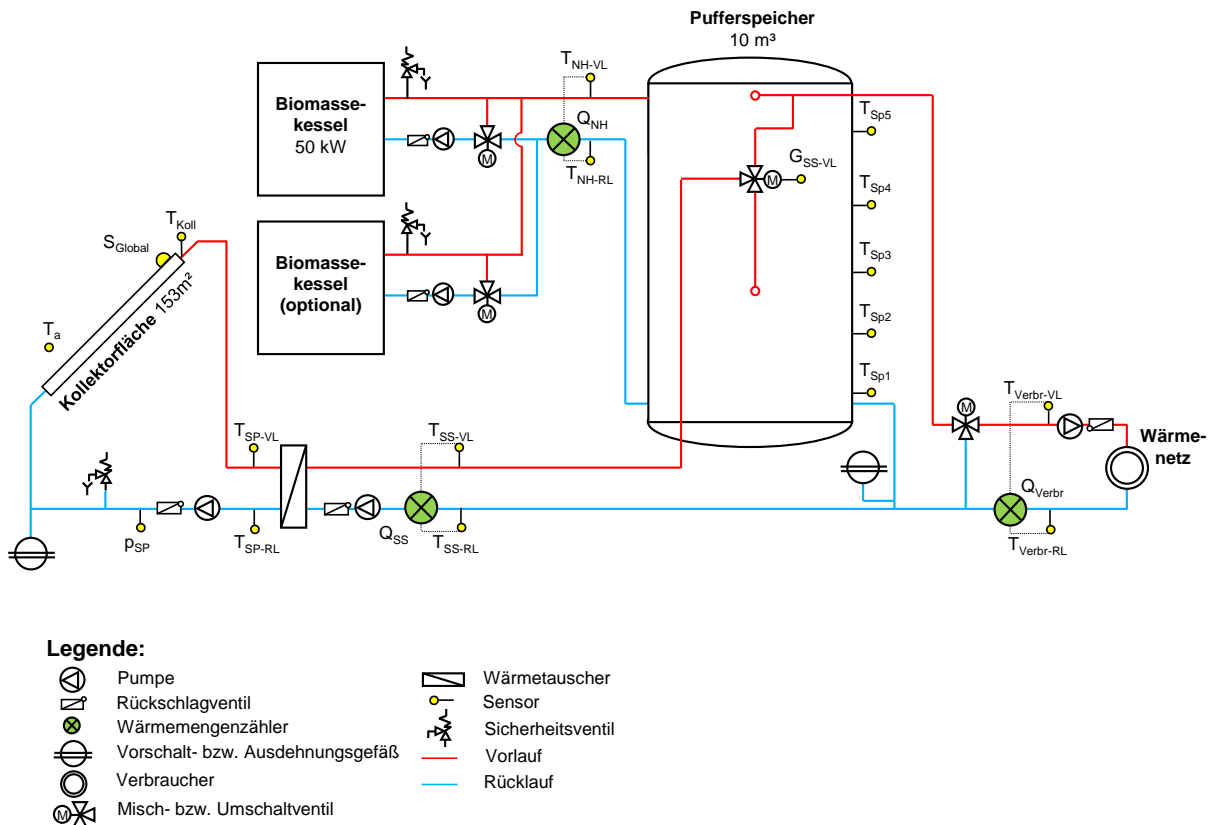 Pufferspeicher
10 m³
Biomasse-
kessel
50 kW
T_NH-VL
Q_NH
T_NH-RL
T_Sp5
G_SS-VL
M
M
T_Sp4
T_Koll
S_Global
Biomasse-
kessel
(optional)
M
T_Sp3
T_a
Kollektorfläche 153m²
T_Sp2
T_Sp1
T_SP-VL
T_SS-VL
M
T_Verbr-VL
Wärme-
netz
Q_Verbr
p_SP
T_SP-RL
Q_SS
T_SS-RL
T_Verbr-RL
Legende:
Pumpe
Rückschlagventil
Wärmemengenzähler
Vorschalt- bzw. Ausdehnungsgefäß
Verbraucher
M
Misch- bzw. Umschaltventil
Wärmetauscher
Sensor
Sicherheitsventil
Vorlauf
Rücklauf